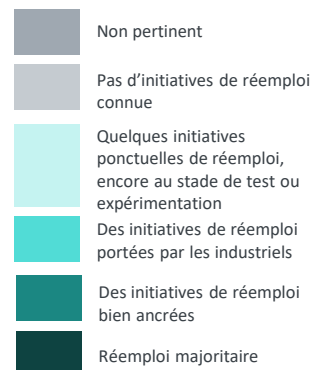 Non pertinent
Pas d’initiatives de réemploi
connue
Quelques initiatives
ponctuelles de réemploi,
encore au stade de test ou
expérimentation
Des initiatives de réemploi
portées par les industriels
Des initiatives de réemploi
bien ancrées
Réemploi majoritaire